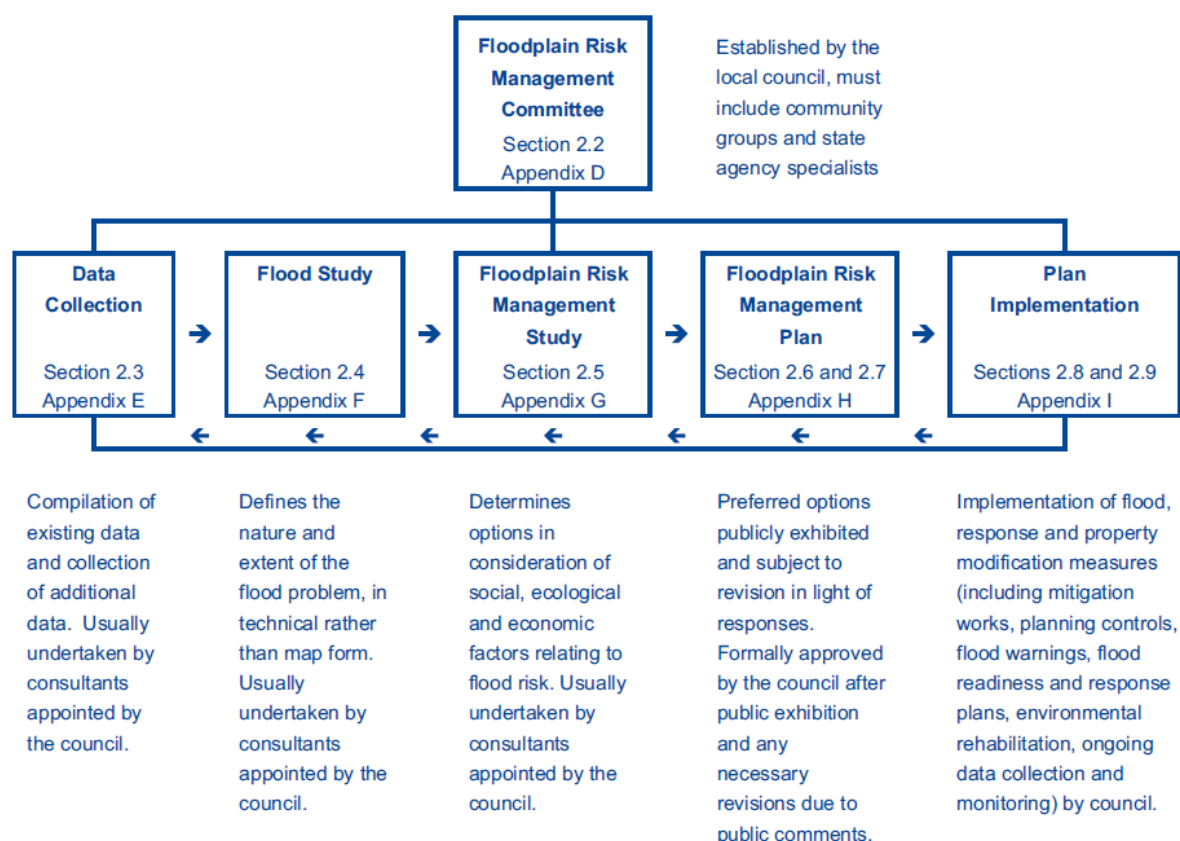 Floodplain Risk
Management
Committee
Section 2.2
Appendix D
Established by the
local council, must
include community
groups and state
agency specialists
Data
Collection
Section 2.3
Appendix E
Flood Study
Section 2.4
Appendix F
Floodplain Risk
Management
Study
Section 2.5
Appendix G
Floodplain Risk
Management
Plan
Section 2.6 and 2.7
Appendix H
Plan
Implementation
Sections 2.8 and 2.9
Appendix I
Compilation of
existing data
and collection
of additional
data. Usually
undertaken by
consultants
appointed by
the council.
Defines the
nature and
extent of the
flood problem, in
technical rather
than map form.
Usually
undertaken by
consultants
appointed by the
council.
Determines
options in
consideration of
social, ecological
and economic
factors relating to
flood risk. Usually
undertaken by
consultants
appointed by the
council.
Preferred options
publicly exhibited
and subject to
revision in light of
responses.
Formally approved
by the council after
public exhibition
and any
necessary
revisions due to
public comments.
Implementation of flood,
response and property
modification measures
(including mitigation
works, planning controls,
flood warnings, flood
readiness and response
plans, environmental
rehabilitation, ongoing
data collection and
monitoring) by council.